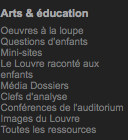 Arts & éducation
Oeuvres à la loupe
Questions d'enfants
Mini-sites
Le Louvre raconté aux
enfants
Média Dossiers
Clefs d'analyse
Conférences de l'auditorium
Images du Louvre
Toutes les ressources